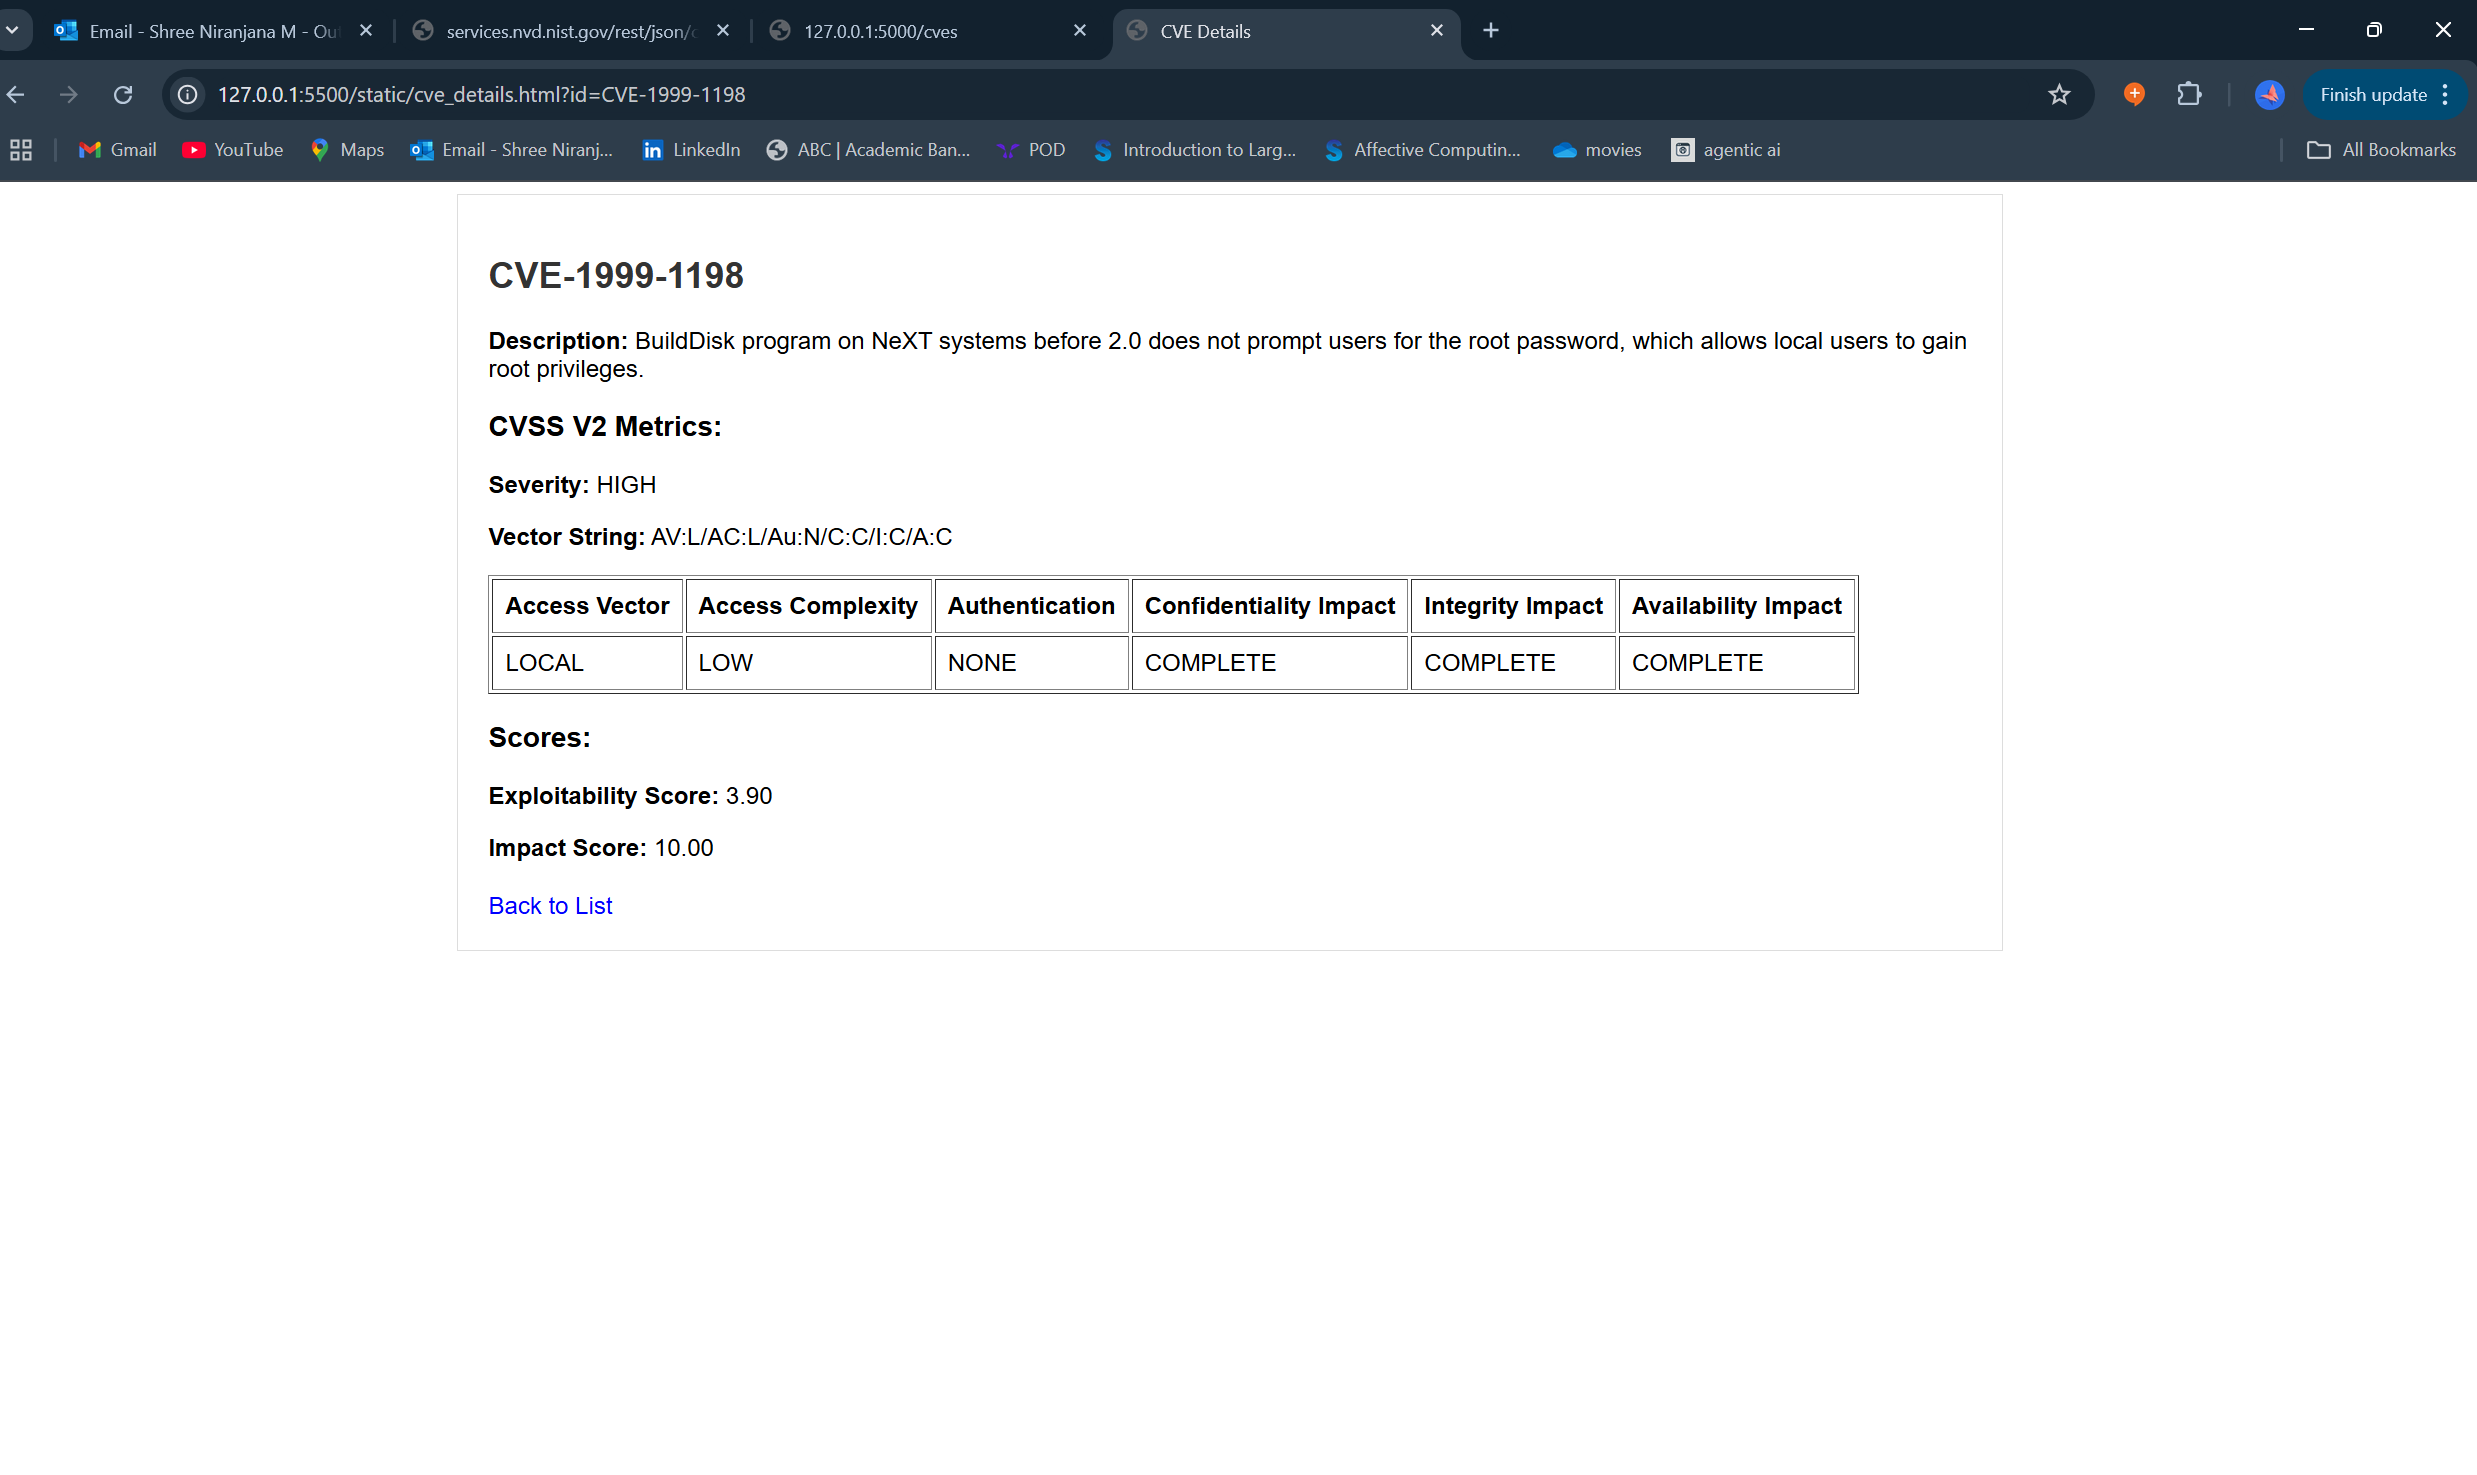 Email - Shree Niranjana M - Ou
services.nvd.nist.gov/rest/json/
127.0.0.1:5000/cves
CVE Details
127.0.0.1:5500/static/cve_details.html?id=CVE-1999-1198
Finish update
Gmail
YouTube
Maps
Email - Shree Niranj...
LinkedIn
ABC | Academic Ban...
POD
Introduction to Larg...
Affective Computin...
movies
agentic ai
All Bookmarks
CVE-1999-1198
Description: BuildDisk program on NeXT systems before 2.0 does not prompt users for the root password, which allows local users to gain
root privileges.
CVSS V2 Metrics:
Severity: HIGH
Vector String: AV:L/AC:L/Au:N/C:C/I:C/A:C
Access Vector Access Complexity Authentication Confidentiality Impact Integrity Impact Availability Impact
LOCAL LOW NONE COMPLETE COMPLETE COMPLETE
Scores:
Exploitability Score: 3.90
Impact Score: 10.00
Back to List